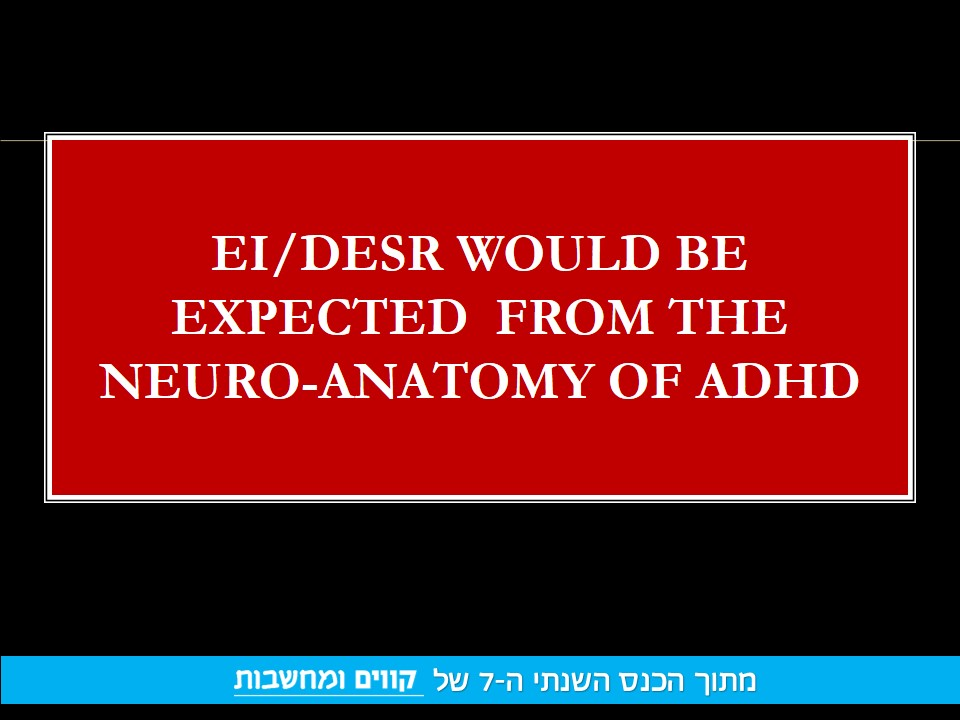 EI/DESR WOULD BE
EXPECTED FROM THE
NEURO-ANATOMY OF ADHD
מתוך הכנס השנתי ה-7 של קווים ומחשבות